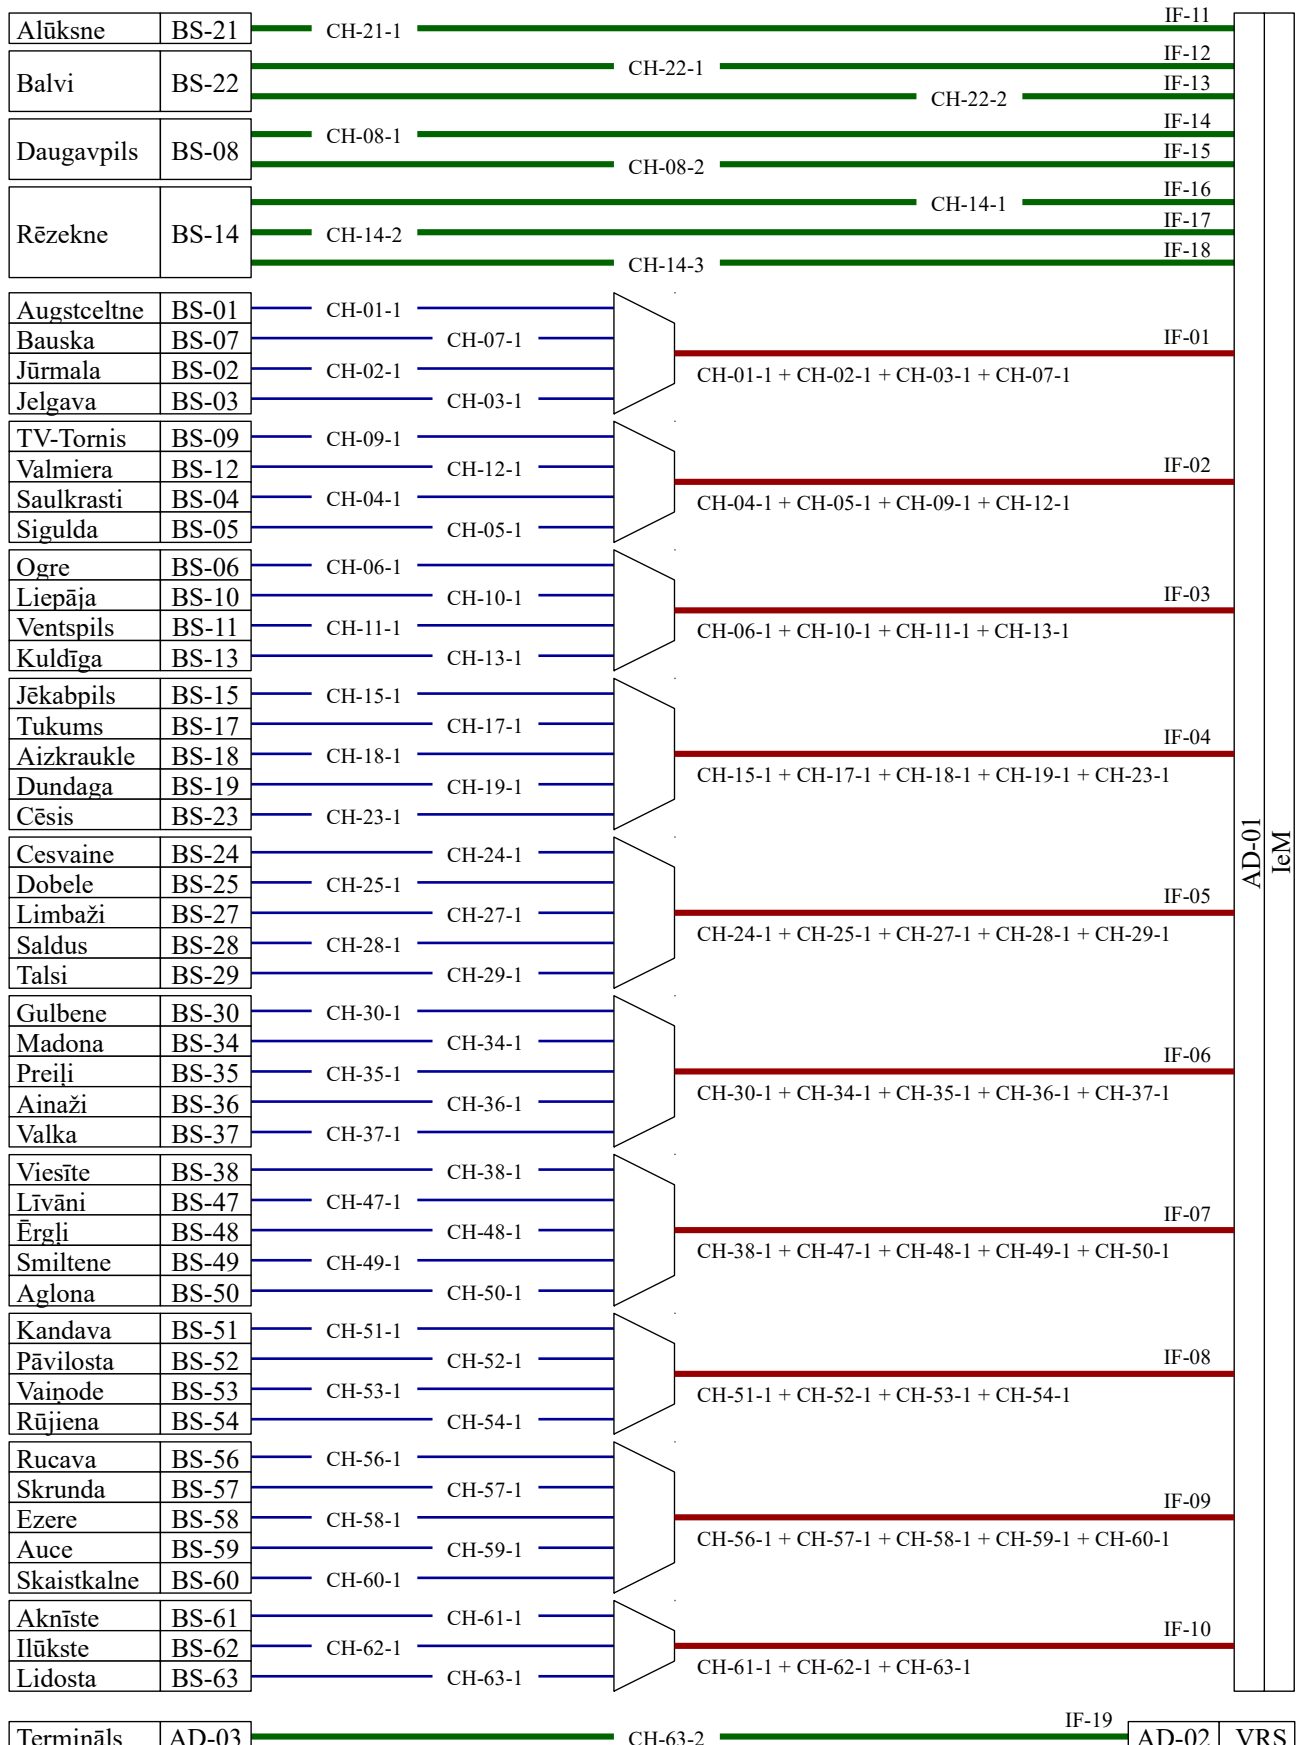 Alūksne BS-21 CH-21-1 IF-11
Balvi BS-22 CH-22-1 IF-12
CH-22-2 IF-13
Daugavpils BS-08 CH-08-1 IF-14
CH-08-2 IF-15
Rēzekne BS-14 CH-14-1 IF-16
CH-14-2 IF-17
CH-14-3 IF-18
Augstceltne BS-01 CH-01-1
Bauska BS-07 CH-07-1 IF-01
Jūrmala BS-02 CH-02-1 CH-01-1 + CH-02-1 + CH-03-1 + CH-07-1
Jelgava BS-03 CH-03-1
TV-Tornis BS-09 CH-09-1
Valmiera BS-12 CH-12-1 IF-02
Saulkrasti BS-04 CH-04-1 CH-04-1 + CH-05-1 + CH-09-1 + CH-12-1
Sigulda BS-05 CH-05-1
Ogre BS-06 CH-06-1
Liepāja BS-10 CH-10-1 IF-03
Ventspils BS-11 CH-11-1 CH-06-1 + CH-10-1 + CH-11-1 + CH-13-1
Kuldīga BS-13 CH-13-1
Jēkabpils BS-15 CH-15-1
Tukums BS-17 CH-17-1 IF-04
Aizkraukle BS-18 CH-18-1
Dundaga BS-19 CH-19-1 CH-15-1 + CH-17-1 + CH-18-1 + CH-19-1 + CH-23-1
Cēsis BS-23 CH-23-1
AD-01
IeM
Cesvaine BS-24 CH-24-1
Dobele BS-25 CH-25-1 IF-05
Limbaži BS-27 CH-27-1
Saldus BS-28 CH-28-1 CH-24-1 + CH-25-1 + CH-27-1 + CH-28-1 + CH-29-1
Talsi BS-29 CH-29-1
Gulbene BS-30 CH-30-1
Madona BS-34 CH-34-1 IF-06
Preiļi BS-35 CH-35-1
Ainaži BS-36 CH-36-1 CH-30-1 + CH-34-1 + CH-35-1 + CH-36-1 + CH-37-1
Valka BS-37 CH-37-1
Viesīte BS-38 CH-38-1
Līvāni BS-47 CH-47-1 IF-07
Ērgļi BS-48 CH-48-1
Smiltene BS-49 CH-49-1 CH-38-1 + CH-47-1 + CH-48-1 + CH-49-1 + CH-50-1
Aglona BS-50 CH-50-1
Kandava BS-51 CH-51-1
Pāvilosta BS-52 CH-52-1 IF-08
Vaiņode BS-53 CH-53-1 CH-51-1 + CH-52-1 + CH-53-1 + CH-54-1
Rūjiena BS-54 CH-54-1
Rucava BS-56 CH-56-1
Skrunda BS-57 CH-57-1 IF-09
Ezere BS-58 CH-58-1
Auce BS-59 CH-59-1 CH-56-1 + CH-57-1 + CH-58-1 + CH-59-1 + CH-60-1
Skaistkalne BS-60 CH-60-1
Aknīste BS-61 CH-61-1 IF-10
Ilūkste BS-62 CH-62-1
Lidosta BS-63 CH-63-1 CH-61-1 + CH-62-1 + CH-63-1
Termināls AD-03 CH-63-2 IF-19 AD-02 VRS